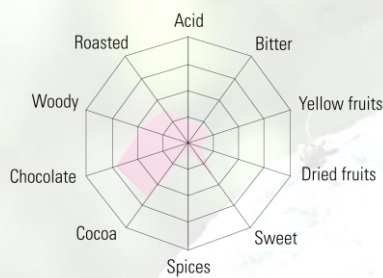 Acid
Roasted
Bitter
Woody
Yellow fruits
Chocolate
Dried fruits
Cocoa
Sweet
Spices